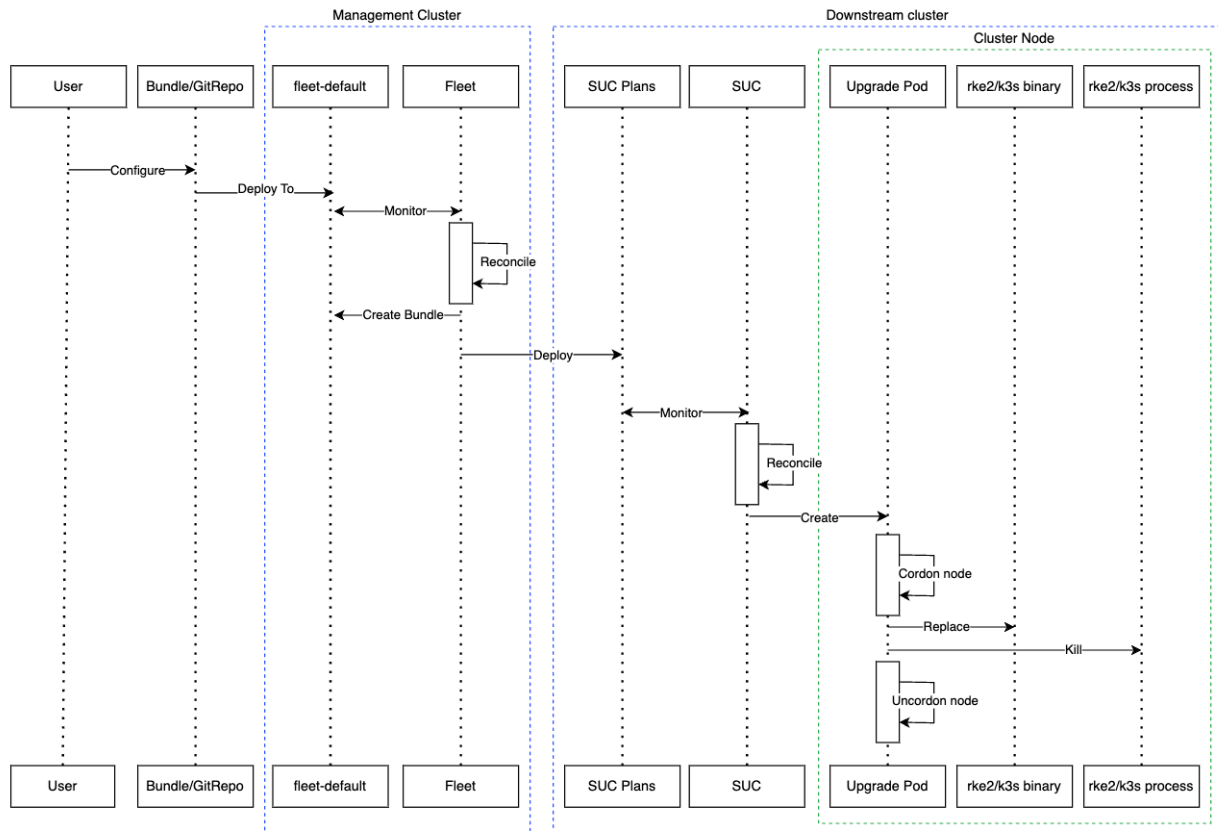 Management Cluster
Downstream cluster
Cluster Node
User
Bundle/GitRepo
fleet-default
Fleet
SUC Plans
SUC
Upgrade Pod
rke2/k3s binary
rke2/k3s process
Configure
Deploy To
Monitor
Reconcile
Create Bundle
Deploy
Monitor
Reconcile
Create
Cordon node
Replace
Kill
Uncordon node
User
Bundle/GitRepo
fleet-default
Fleet
SUC Plans
SUC
Upgrade Pod
rke2/k3s binary
rke2/k3s process